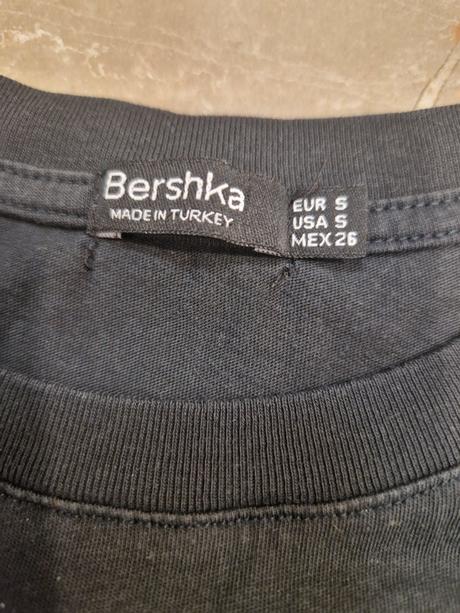 Bershka
MADE IN TURKEY
EUR S
USA S
MEX 26